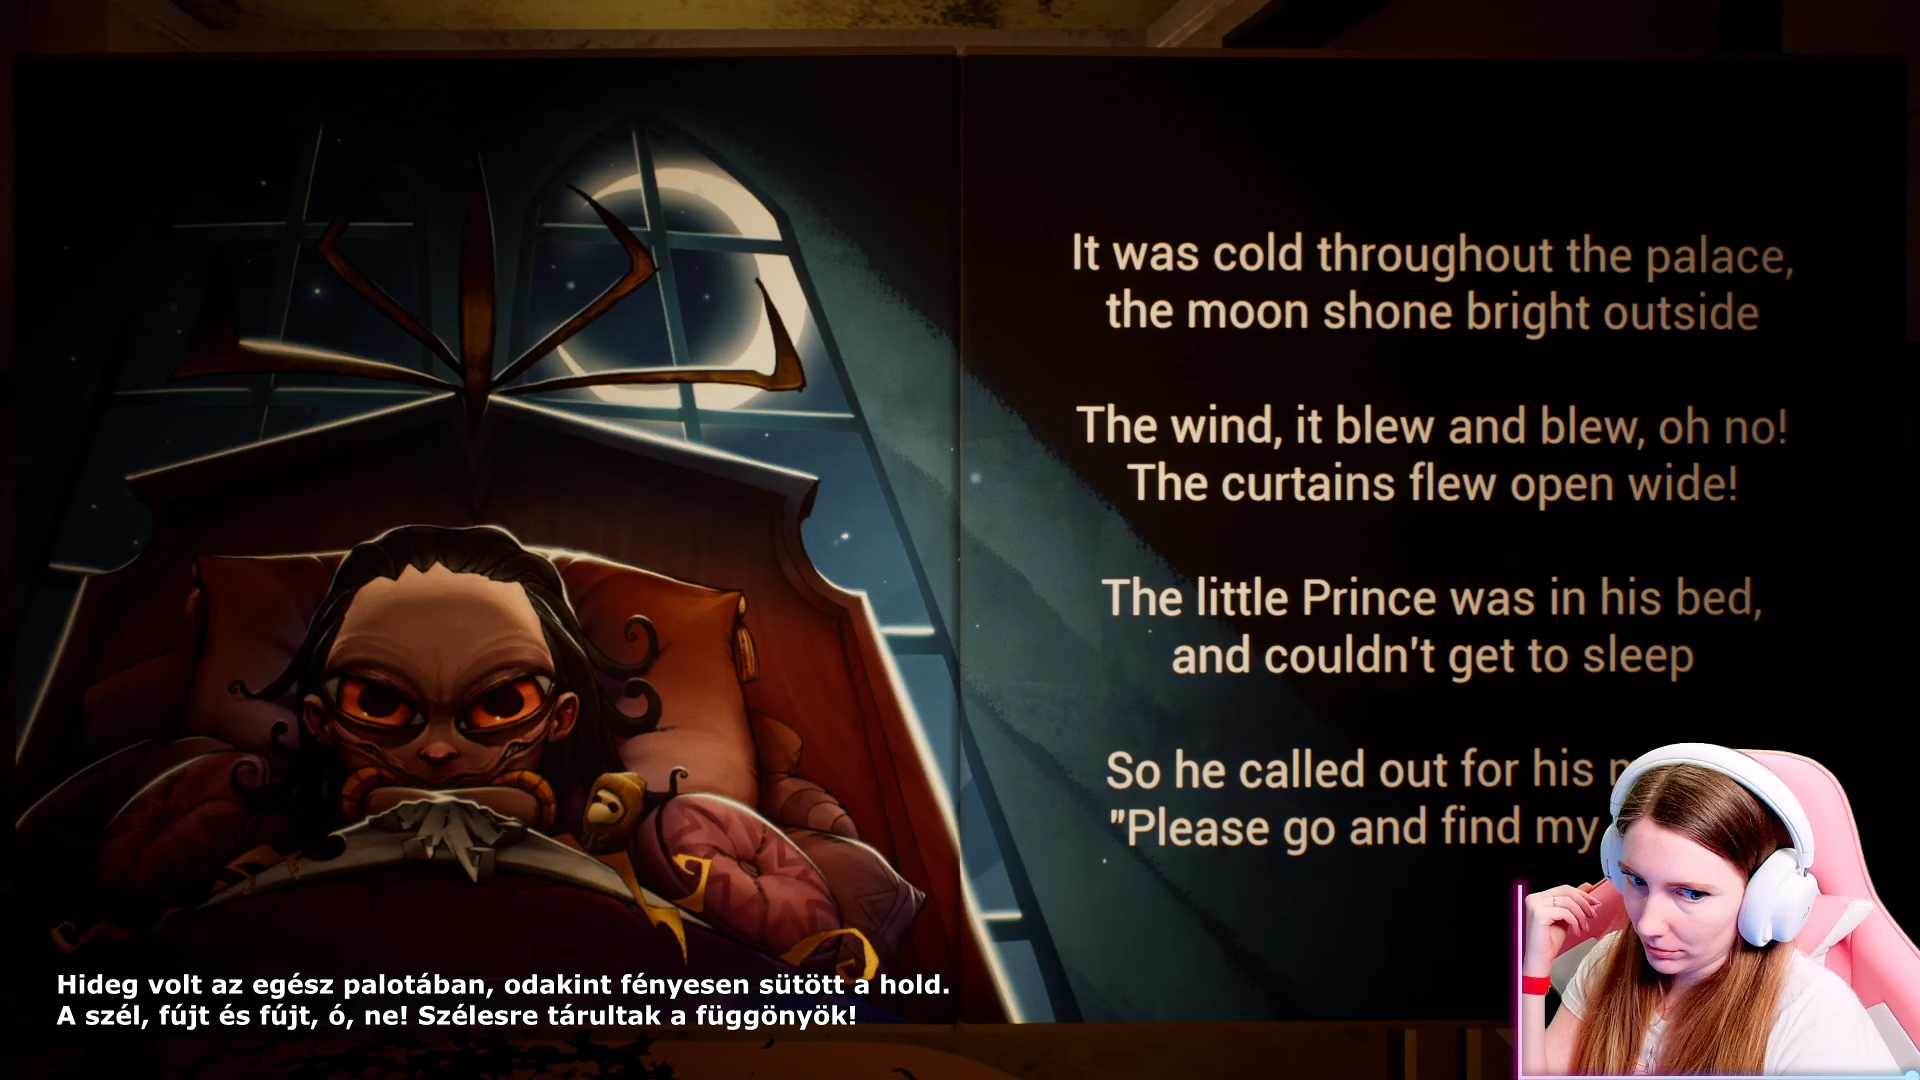 It was cold throughout the palace,
the moon shone bright outside
The wind, it blew and blew, oh no!
The curtains flew open wide!
The little Prince was in his bed,
and couldn't get to sleep
So he called out for his
"Please go and find my
Hideg volt az egész palotában, odakint fényesen sütött a hold.
A szél, fújt és fújt, ó, ne! Szélesre tárultak a függönyök!